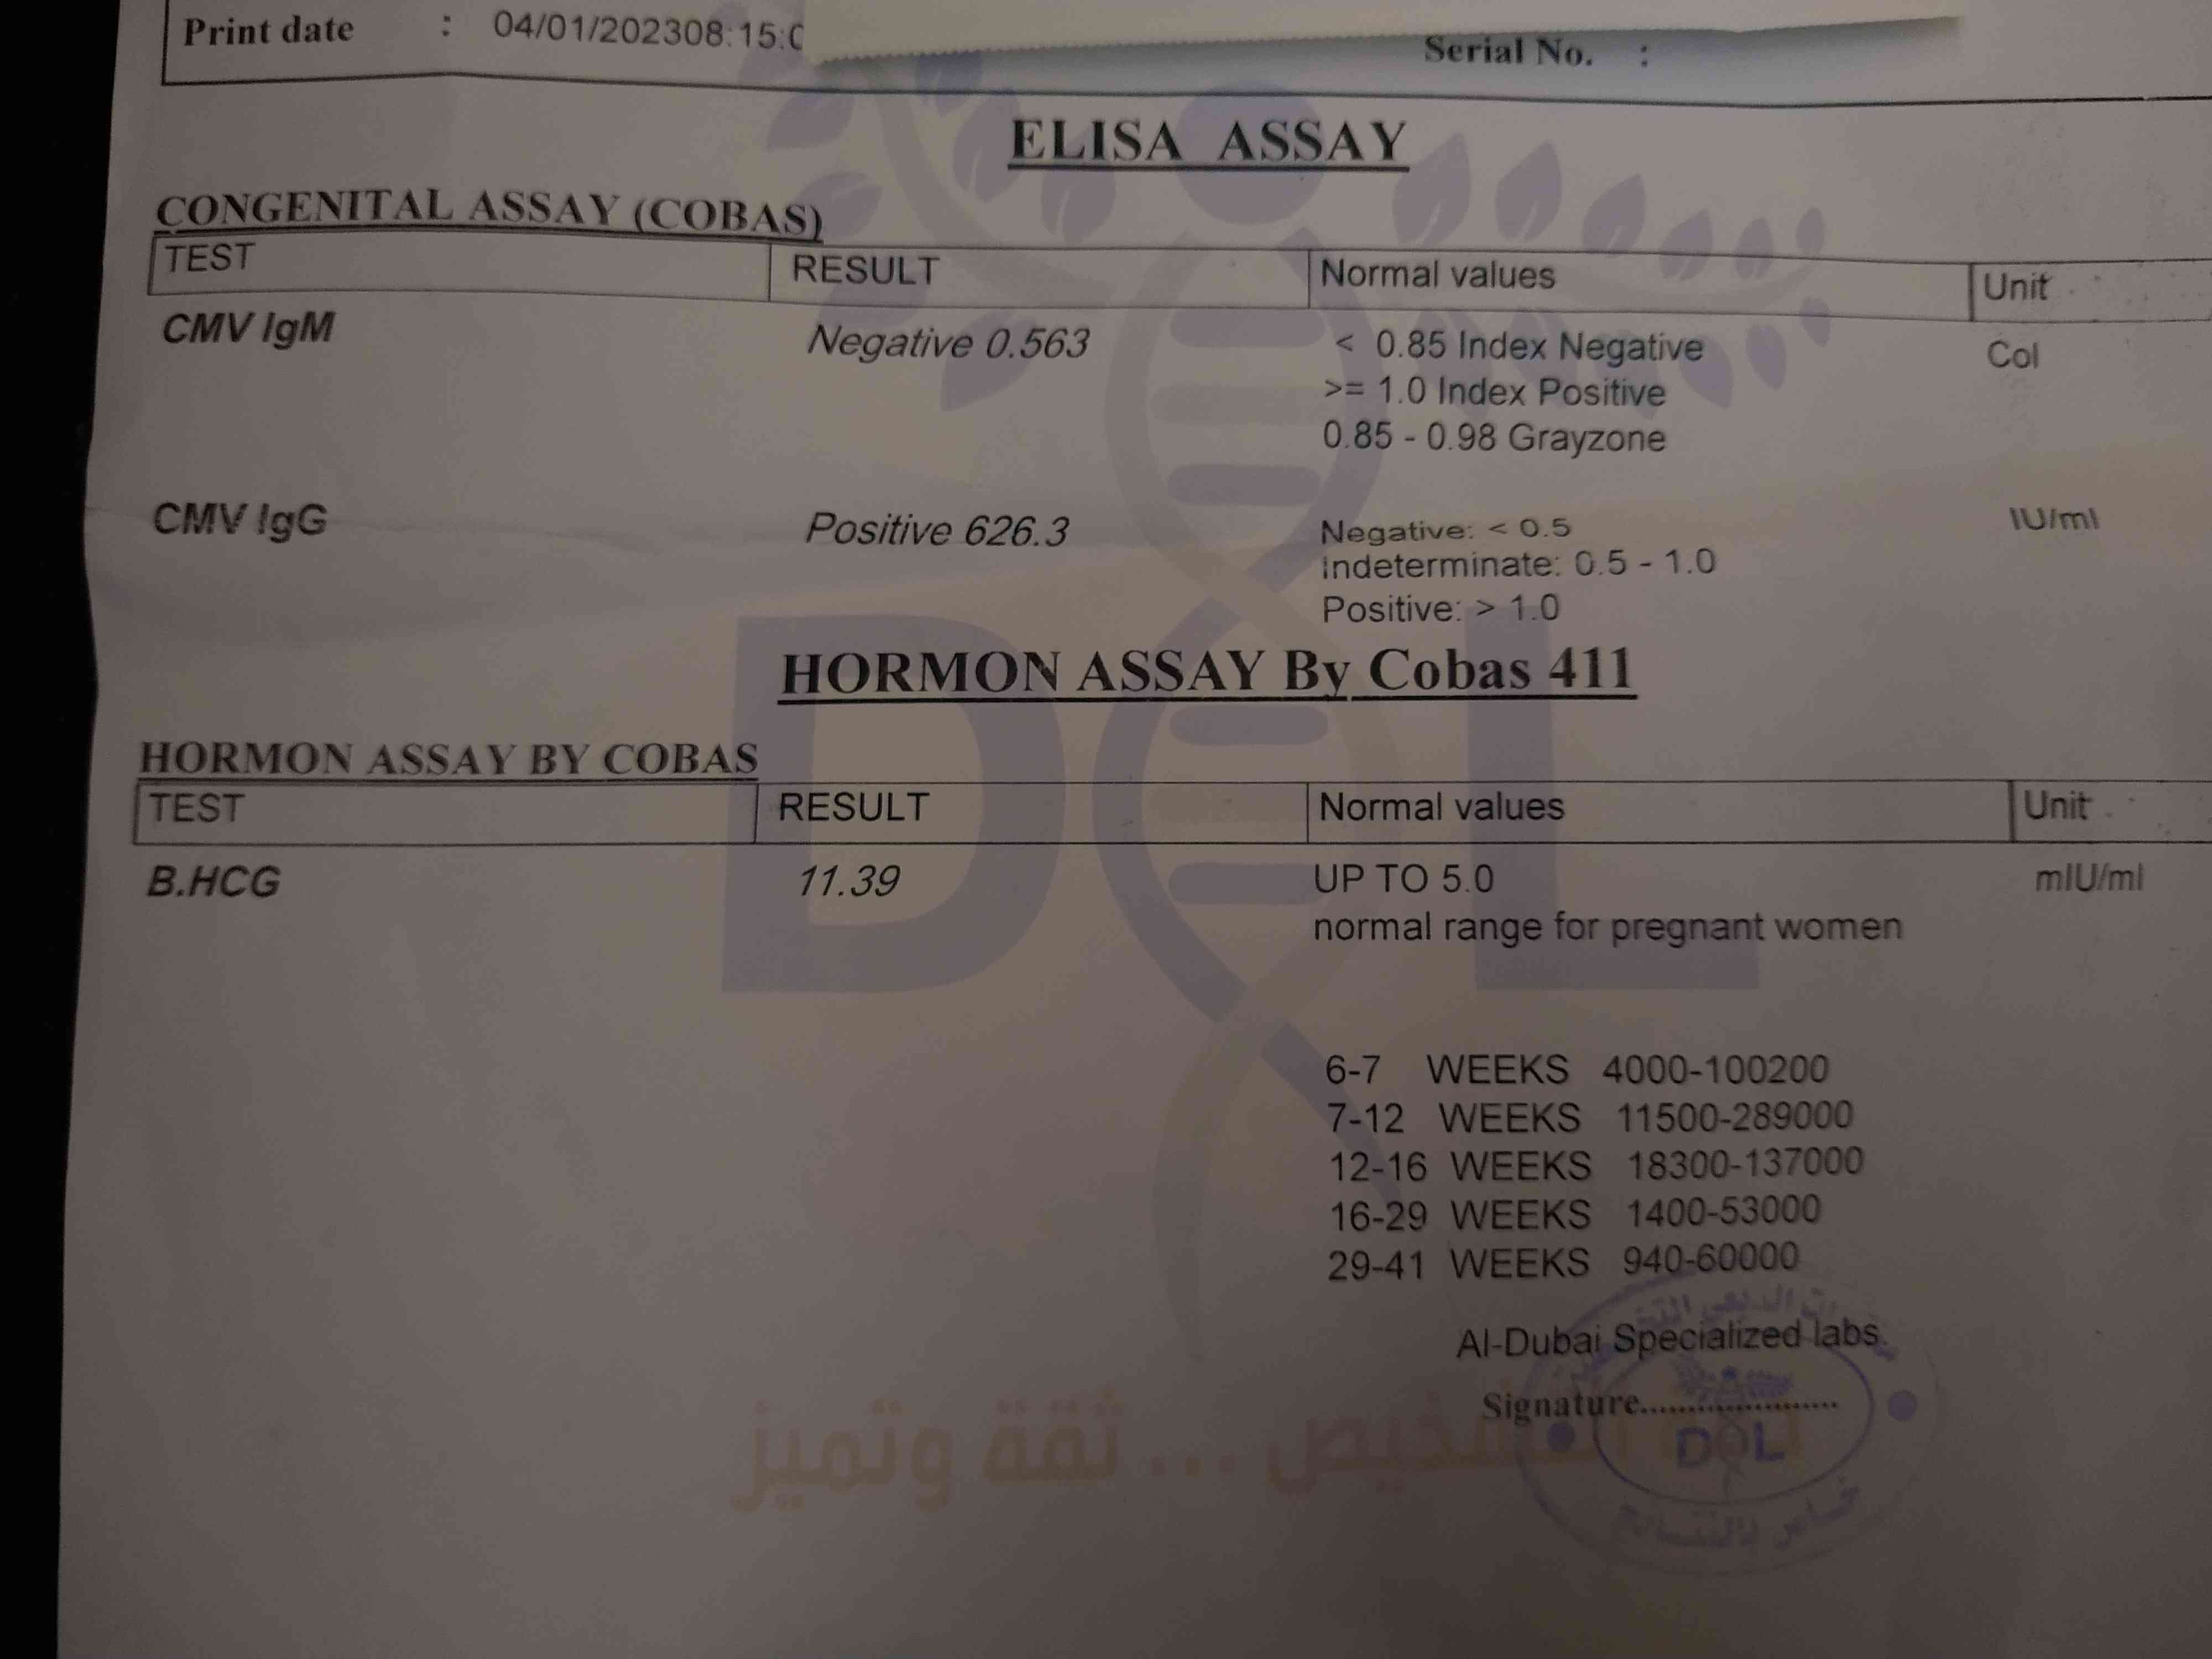 Print date : 04/01/202308:15:0
Serial No. :
ELISA ASSAY
CONGENITAL ASSAY (COBAS)
TEST RESULT Normal values Unit
CMV IgM Negative 0.563 < 0.85 Index Negative Col
>= 1.0 Index Positive
0.85 - 0.98 Grayzone
CMV IgG Positive 626.3 Negative: < 0.5 IU/ml
Indeterminate: 0.5 - 1.0
Positive: > 1.0
HORMON ASSAY By Cobas 411
HORMON ASSAY BY COBAS
TEST RESULT Normal values Unit
B.HCG 11.39 UP TO 5.0 mIU/ml
normal range for pregnant women
6-7 WEEKS 4000-100200
7-12 WEEKS 11500-289000
12-16 WEEKS 18300-137000
16-29 WEEKS 1400-53000
29-41 WEEKS 940-60000
Al-Dubai Specialized labs.
Signature......................
DL
DL
... ثقة وتميز